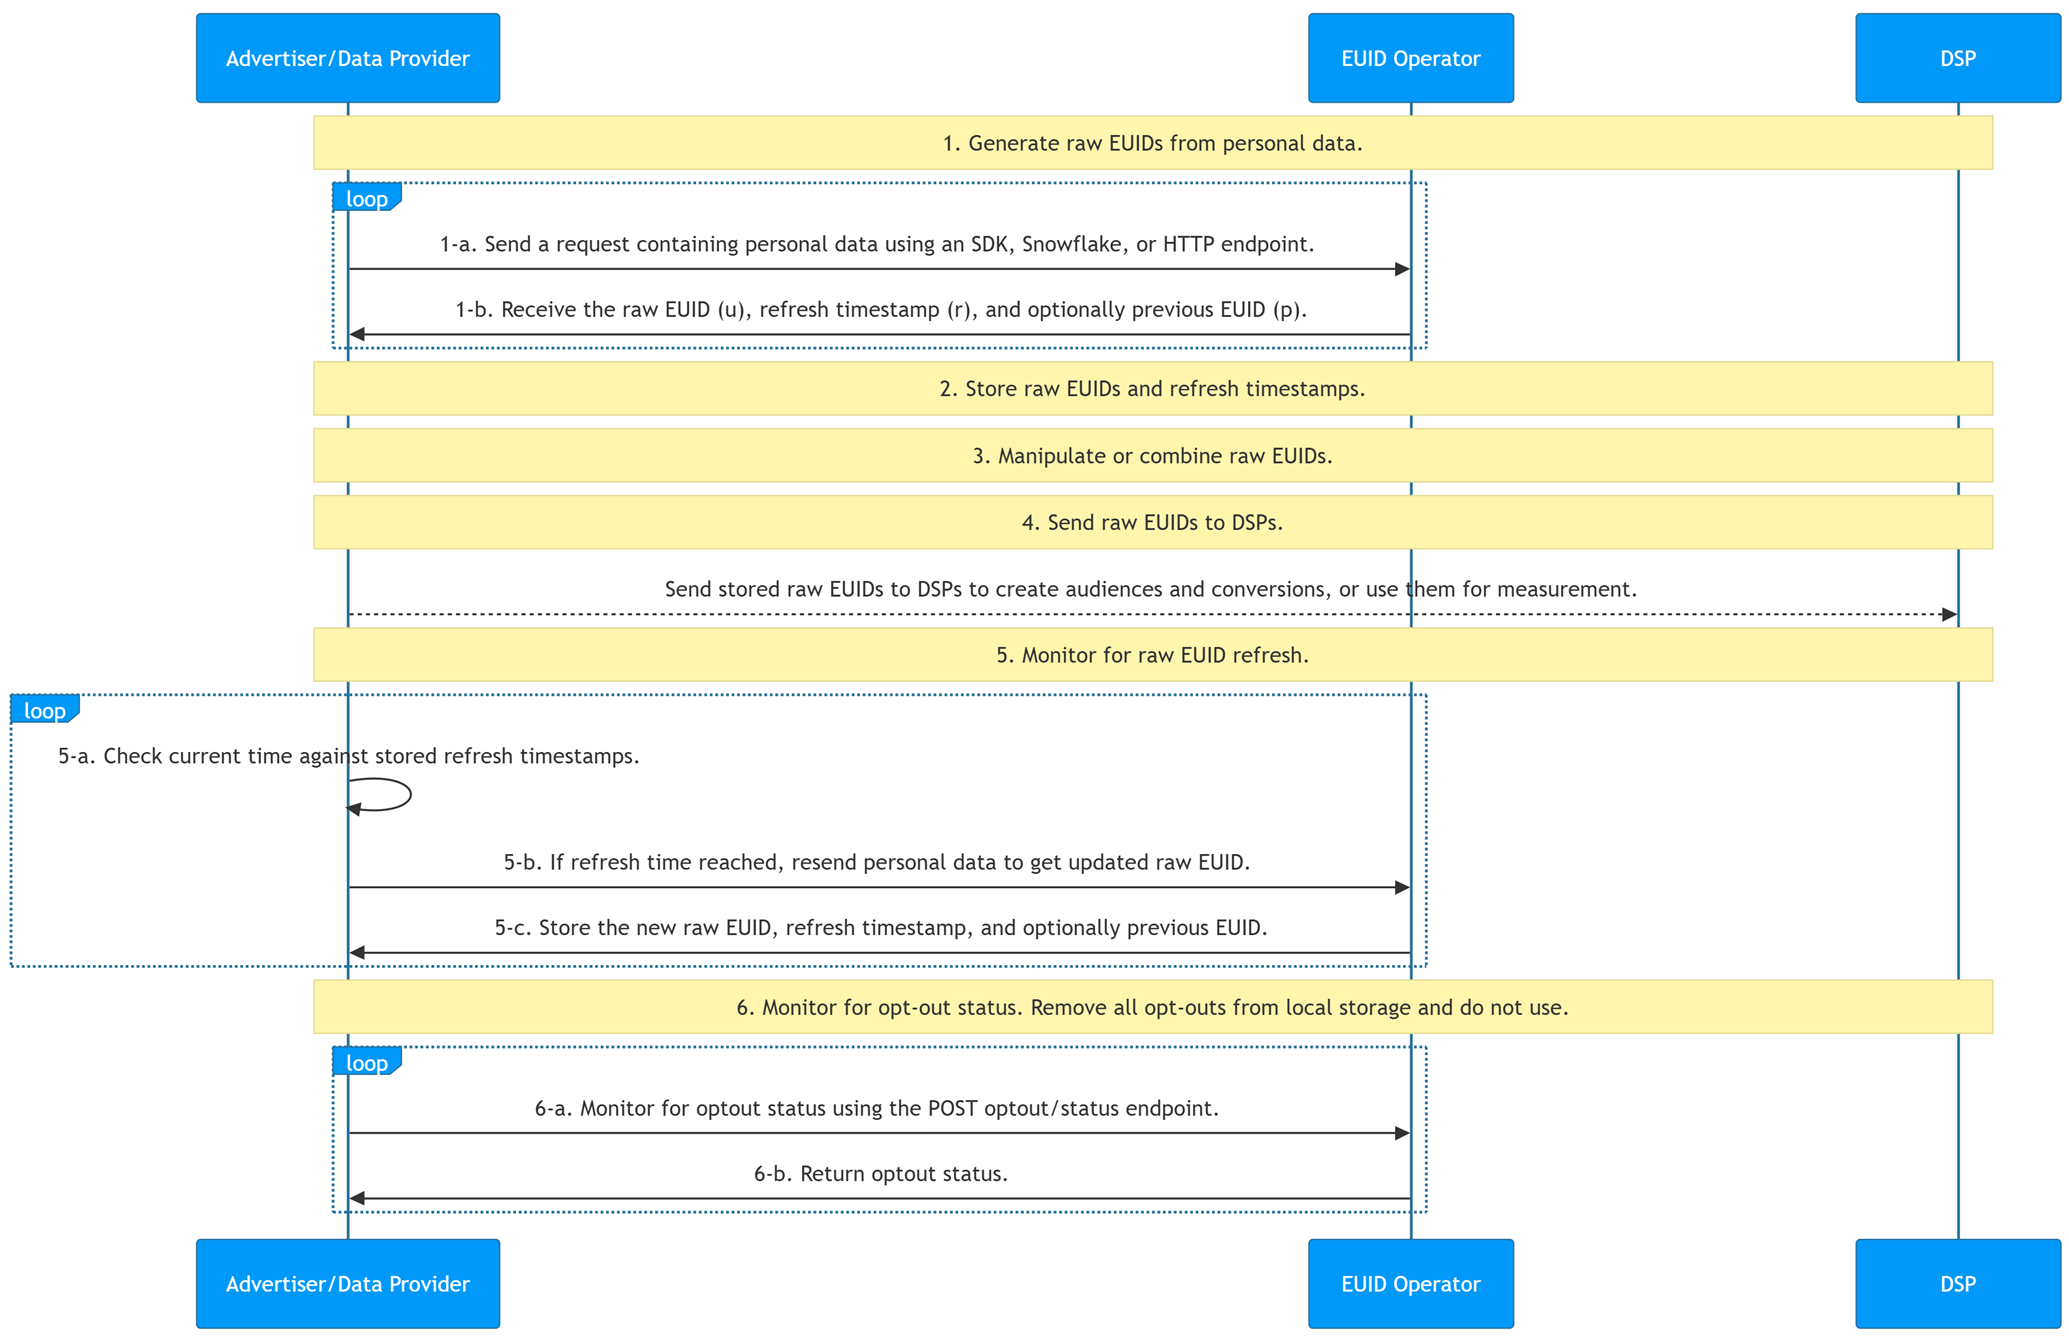 Advertiser/Data Provider
EUID Operator
DSP
1. Generate raw EUIDs from personal data.
loop
1-a. Send a request containing personal data using an SDK, Snowflake, or HTTP endpoint.
1-b. Receive the raw EUID (u), refresh timestamp (r), and optionally previous EUID (p).
2. Store raw EUIDs and refresh timestamps.
3. Manipulate or combine raw EUIDs.
4. Send raw EUIDs to DSPs.
Send stored raw EUIDs to DSPs to create audiences and conversions, or use them for measurement.
5. Monitor for raw EUID refresh.
loop
5-a. Check current time against stored refresh timestamps.
5-b. If refresh time reached, resend personal data to get updated raw EUID.
5-c. Store the new raw EUID, refresh timestamp, and optionally previous EUID.
6. Monitor for opt-out status. Remove all opt-outs from local storage and do not use.
loop
6-a. Monitor for optout status using the POST optout/status endpoint.
6-b. Return optout status.
Advertiser/Data Provider
EUID Operator
DSP